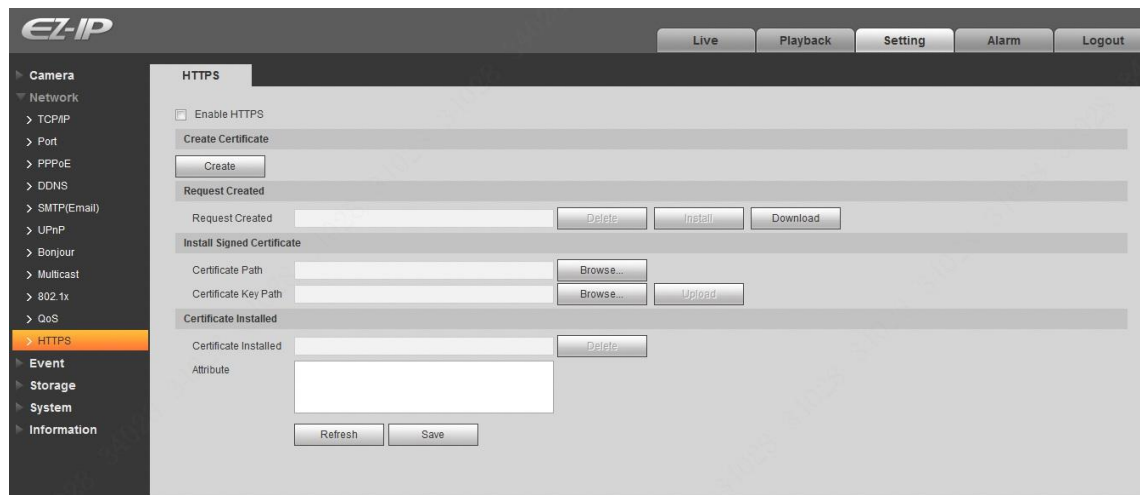 EZ-IP
Live Playback Setting Alarm Logout
Camera
Network
> TCP/IP
> Port
> PPPoE
> DDNS
> SMTP(Email)
> UPnP
> Bonjour
> Multicast
> 802.1x
> QoS
> HTTPS
Event
Storage
System
Information
HTTPS
Enable HTTPS
Create Certificate
Create
Request Created
Request Created Delete Install Download
Install Signed Certificate
Certificate Path Browse...
Certificate Key Path Browse... Upload
Certificate Installed
Certificate Installed Delete
Attribute
Refresh Save